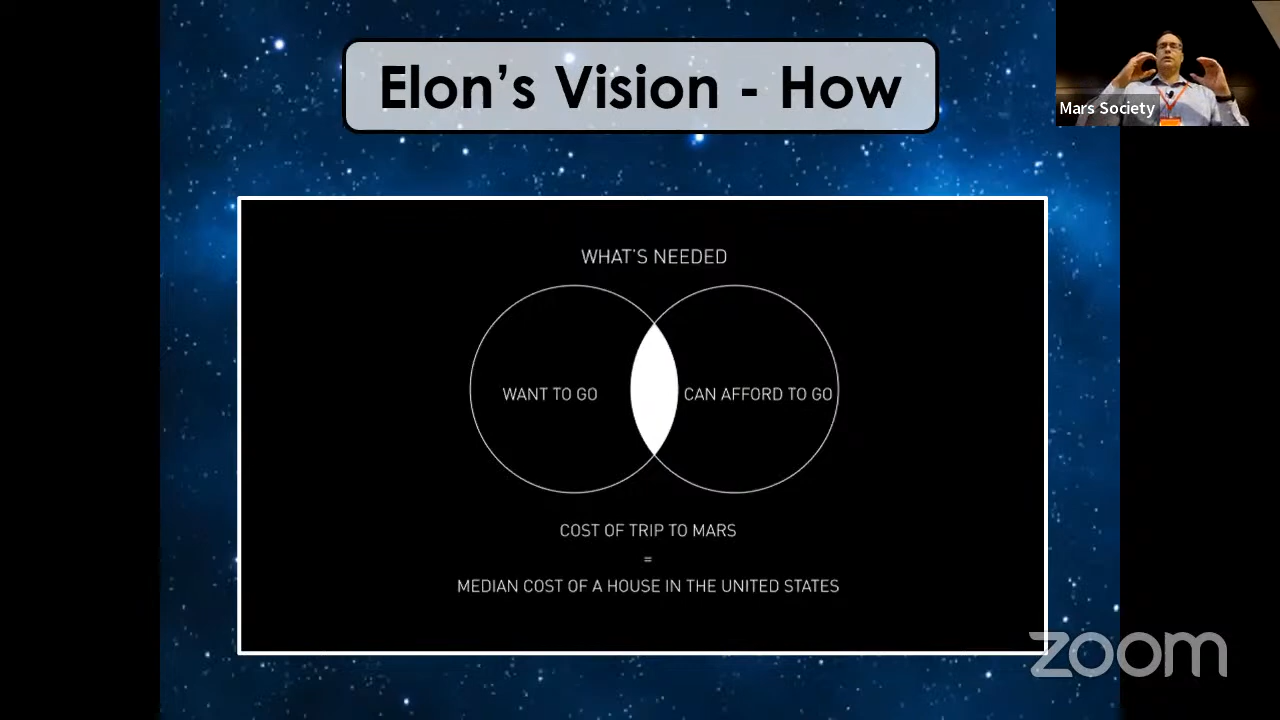 Elon's Vision - How
Mars Society
WHAT'S NEEDED
WANT TO GO
CAN AFFORD TO GO
COST OF TRIP TO MARS
=
MEDIAN COST OF A HOUSE IN THE UNITED STATES
zoom